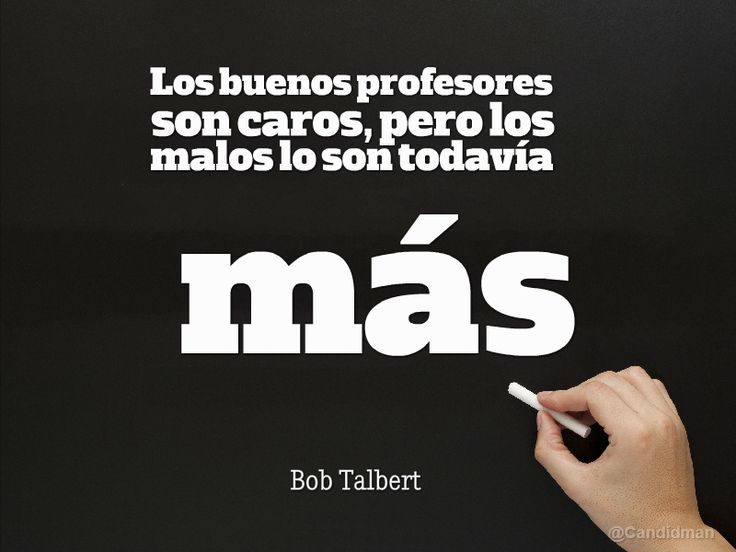 Los buenos profesores
son caros, pero los
malos lo son todavía
más
Bob Talbert
@Candidman